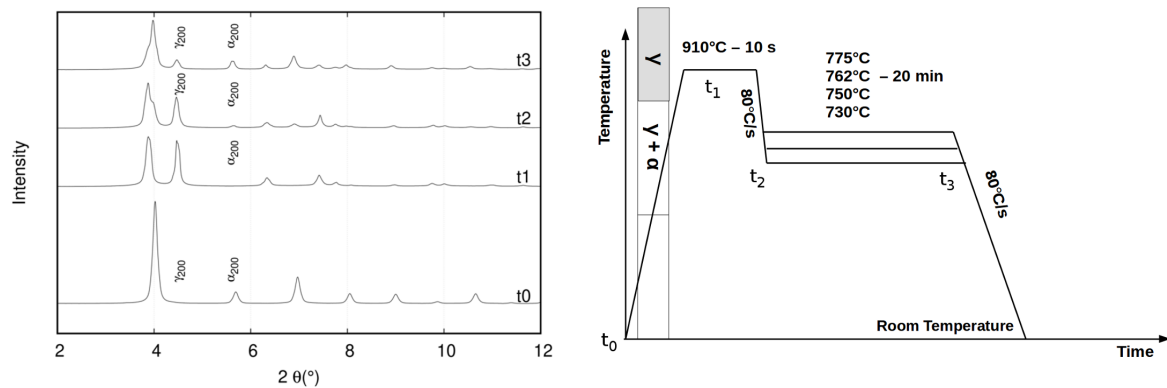 γ200
α200
t3
γ200
α200
t2
α200
t1
γ200
α200
t0
Intensity
2
4
6
8
10
12
2 θ(°)
Temperature
γ
γ + α
910°C – 10 s
t1
80°C/s
775°C
762°C – 20 min
750°C
730°C
t2
t3
80°C/s
t0
Room Temperature
Time